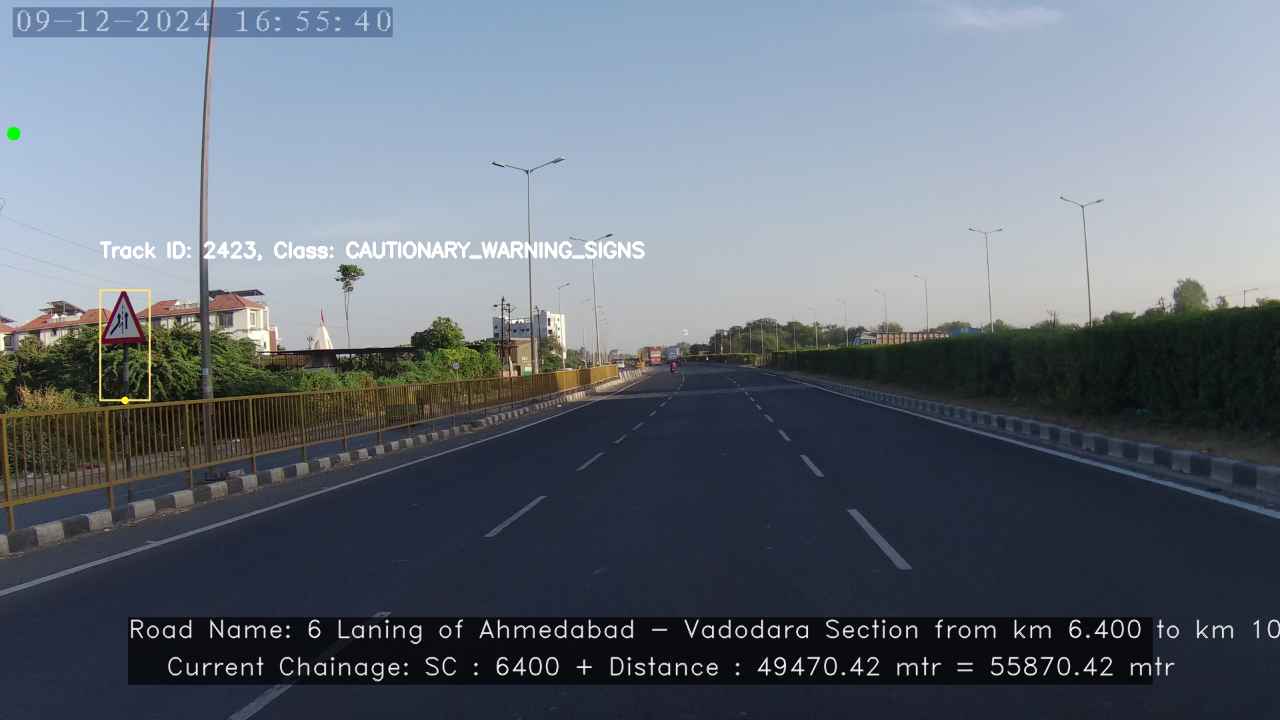 09-12-2024 16:55:40
Track ID: 2423, Class: CAUTIONARY_WARNING_SIGNS
Road Name: 6 Laning of Ahmedabad - Vadodara Section from km 6.400 to km 10
Current Chainage: SC : 6400 + Distance : 49470.42 mtr = 55870.42 mtr